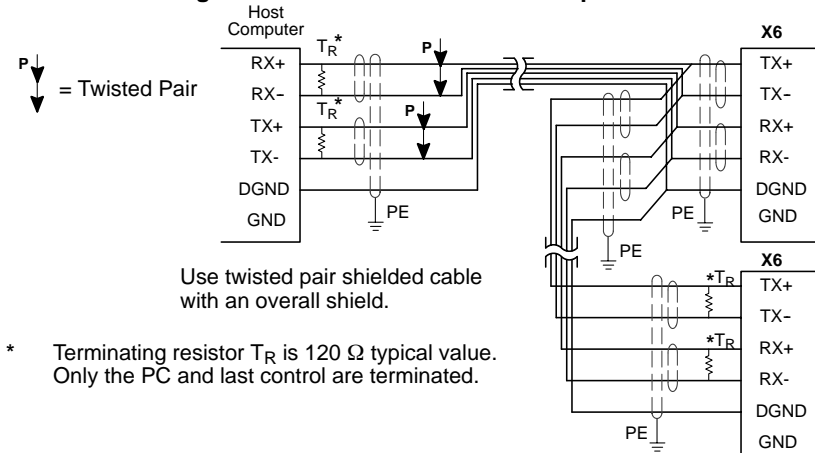 Host
Computer
X6
P
= Twisted Pair
TR*
P
RX+
RX-
TR*
P
TX+
TX-
DGND
GND
PE
TX+
TX-
RX+
RX-
DGND
GND
PE
PE
X6
*TR
TX+
TX-
*TR
RX+
RX-
DGND
GND
PE
Use twisted pair shielded cable
with an overall shield.
* Terminating resistor TR is 120 Ω typical value.
Only the PC and last control are terminated.